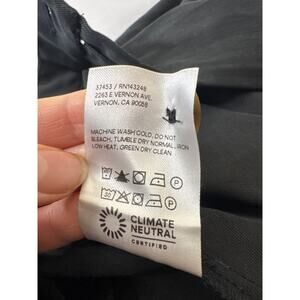 37453 / RN143248
2263 E VERNON AVE.
VERNON, CA 90058
MACHINE WASH COLD, DO NOT
BLEACH, TUMBLE DRY NORMAL, IRON
LOW HEAT, GREEN DRY CLEAN
P
30
P
CLIMATE
NEUTRAL
CERTIFIED